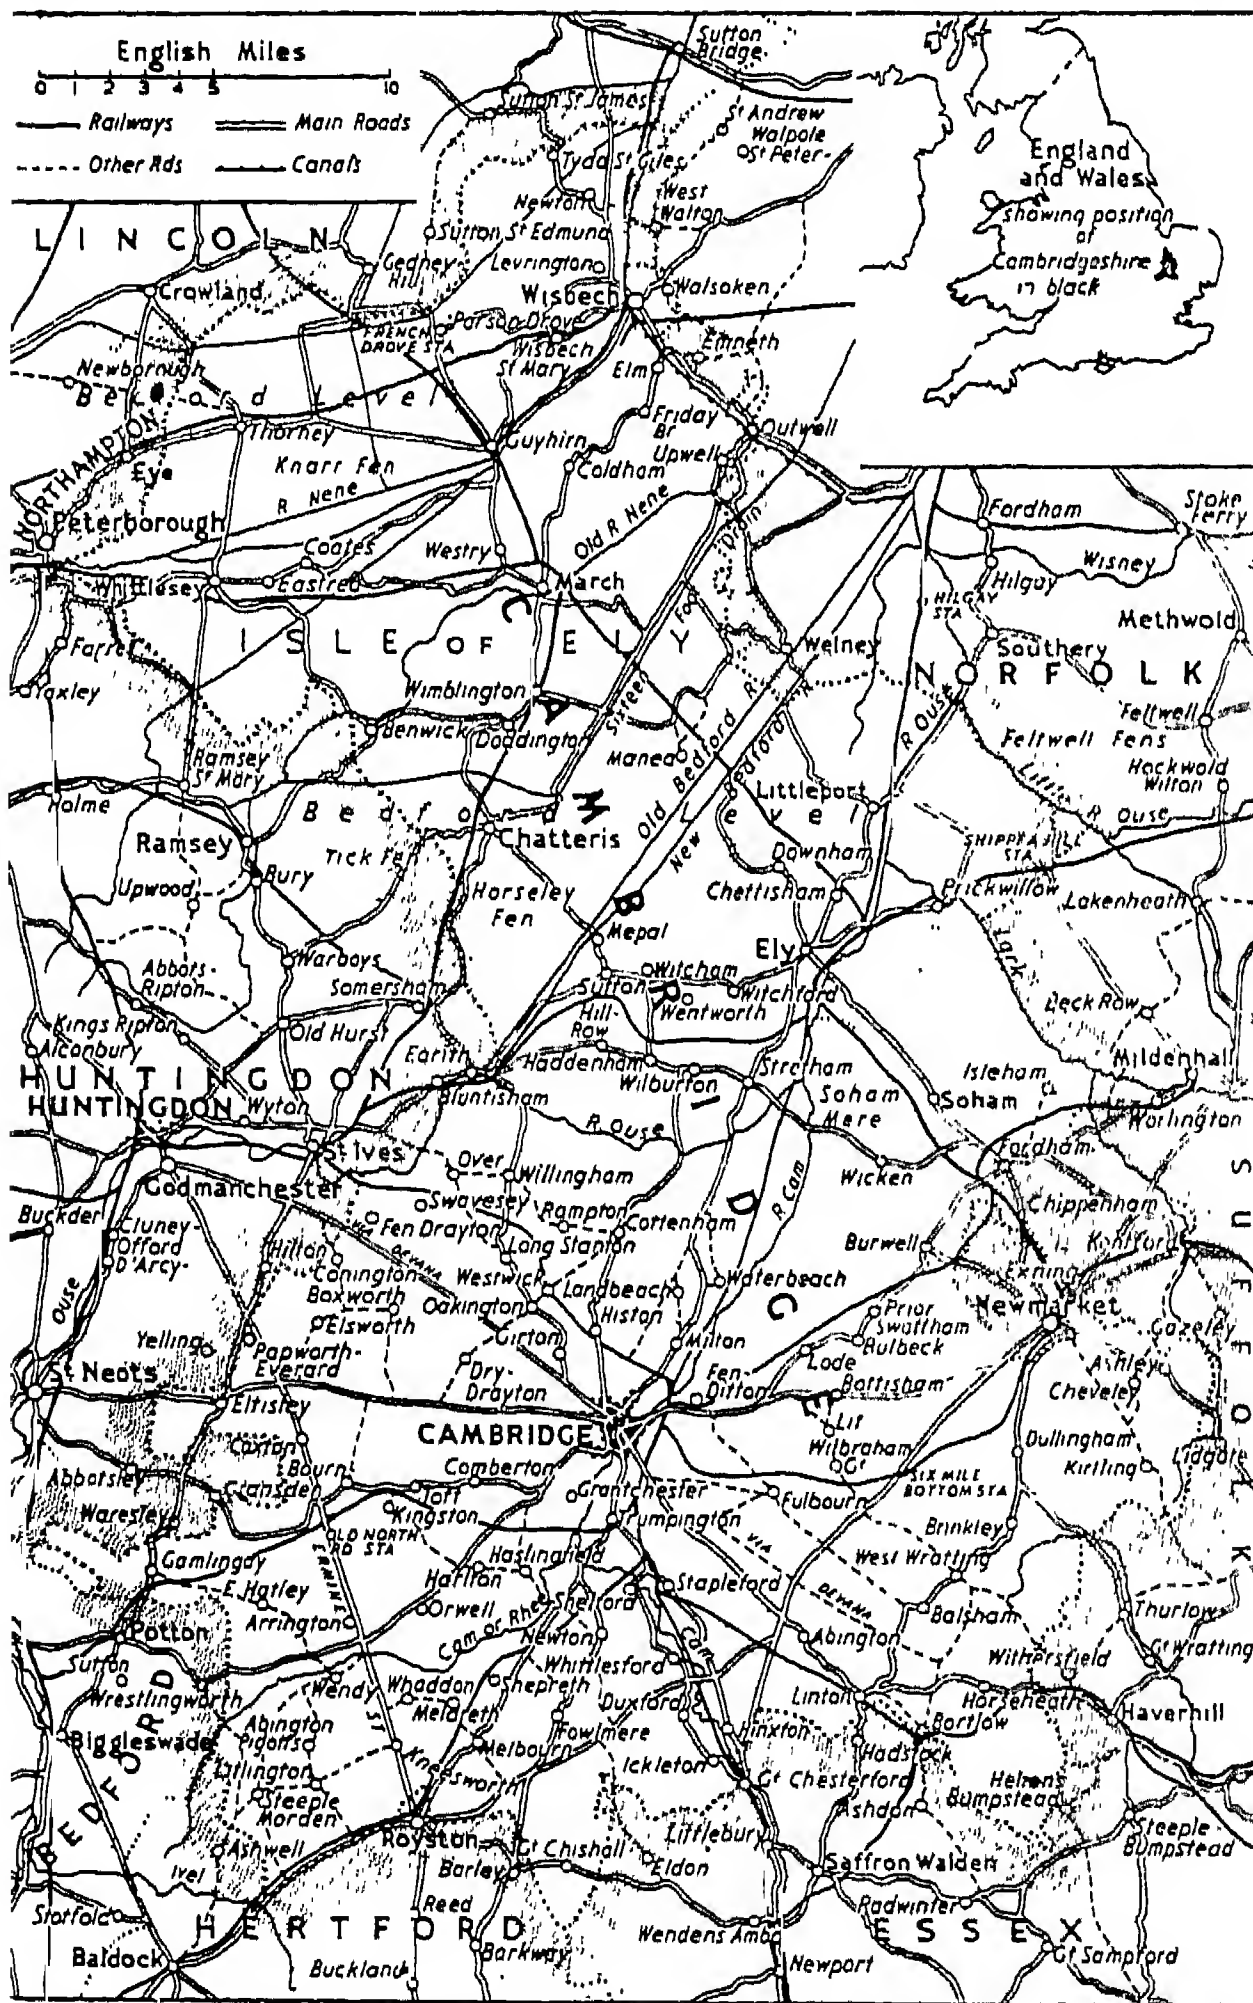 English Miles
0 1 2 3 4 5 10
Railways Main Roads
Other Rds Canals
England
and Wales
showing position
of
Cambridgeshire
in black
Sutton
Bridge
Sutton St James
St Andrew
Walpole
St Peter
Tydd St Giles
Newton
West
Walton
LINCOLN
Sutton St Edmund
Gedney
Hill
Leverington
Crowland
Wisbech
Walsoken
FRENCH
DROVE STA
Parson Drove
Wisbech
St Mary
Emneth
Elm
Newborough
Bedford Level
NORTHAMPTON
Thorney
Guyhirn
Friday
Br
Outwell
Upwell
Eye
Knarr Fen
Coldham
R Nene
Old R Nene
Drain
Fordham
Stoke
Ferry
Peterborough
Coates
Westry
Wisney
Whittlesey
Eastrea
March
Hilgay
HILGAY
STA
Methwold
ISLE OF ELY
Farcet
Welney
Southery
NORFOLK
Yaxley
Wimblington
Sixteen
Benwick
Doddington
Manea
Old Bedford R
New Bedford R
R Ouse
Feltwell
Feltwell Fens
Hockwold
Wilton
Ramsey
St Mary
Holme
Bedford Level
Littleport
Little
R Ouse
Ramsey
Chatteris
Tick Fen
Downham
SHIPPEA HILL
STA
Bury
Upwood
Horseley
Fen
Chettisham
Prickwillow
Lakenheath
Mepal
Ely
Lark
Warboys
Abbots
Ripton
Somersham
Witcham
Sutton
Witchford
Wentworth
Beck Row
Kings Ripton
Old Hurst
Hill
Row
Alconbury
Earith
Haddenham
Wilburton
Stretham
Isleham
Mildenhall
HUNTINGDON
HUNTINGDON
Wyton
Bluntisham
Soham
Mere
Soham
Worlington
R. Ouse
St Ives
Over
Willingham
Wicken
Fordham
Godmanchester
Swavesey
R Cam
Chippenham
Buckden
Cluney
Offord
D'Arcy
Fen Drayton
Rampton
Cottenham
Long Stanton
Burwell
Kentford
VIA DEVANA
Hilton
Conington
Boxworth
Westwick
Landbeach
Waterbeach
Exning
Ouse
Oakington
Histon
Newmarket
SUFFOLK
Yelling
Elsworth
Papworth
Everard
Girton
Milton
Prior
Swaffham
Bulbeck
Gazeley
St Neots
Dry
Drayton
Fen
Ditton
Lode
Ashley
Cheveley
Eltisley
Bottisham
CAMBRIDGE
Lit
Wilbraham
Gt
Dullingham
Kirtling
Lidgate
Caxton
Abbotsley
Bourn
Comberton
Gransden
Toft
Kingston
Grantchester
Fulbourn
SIX MILE
BOTTOM STA
Waresley
Trumpington
Brinkley
OLD NORTH
RD STA
ERMINE ST
Gamlingay
Haslingfield
Harlton
VIA DEVANA
West Wratting
E. Hatley
Orwell
Stapleford
Shelford
Balsham
Arrington
Cam or Rhee
Cam
Thurlow
Potton
Newton
Abington
Gt Wratting
Sutton
Whittlesford
Withersfield
Wrestlingworth
Wendy
Whaddon
Shepreth
Meldreth
Duxford
Linton
Horseheath
Haverhill
Abington
Pigotts
Fowlmere
Hinxton
Bartlow
Hadstock
Biggleswade
Melbourn
Ickleton
Litlington
Kneesworth
Gt Chesterford
Helions
Bumpstead
Steeple
Morden
Ashdon
BEDFORD
Royston
Littlebury
Steeple
Bumpstead
Ashwell
Gt Chishall
Ivel
Barley
Eldon
Saffron Walden
Stotfold
Reed
Radwinter
HERTFORD
ESSEX
Baldock
Barkway
Wendens Ambo
Gt Sampford
Buckland
Newport
CAMBRIDGE